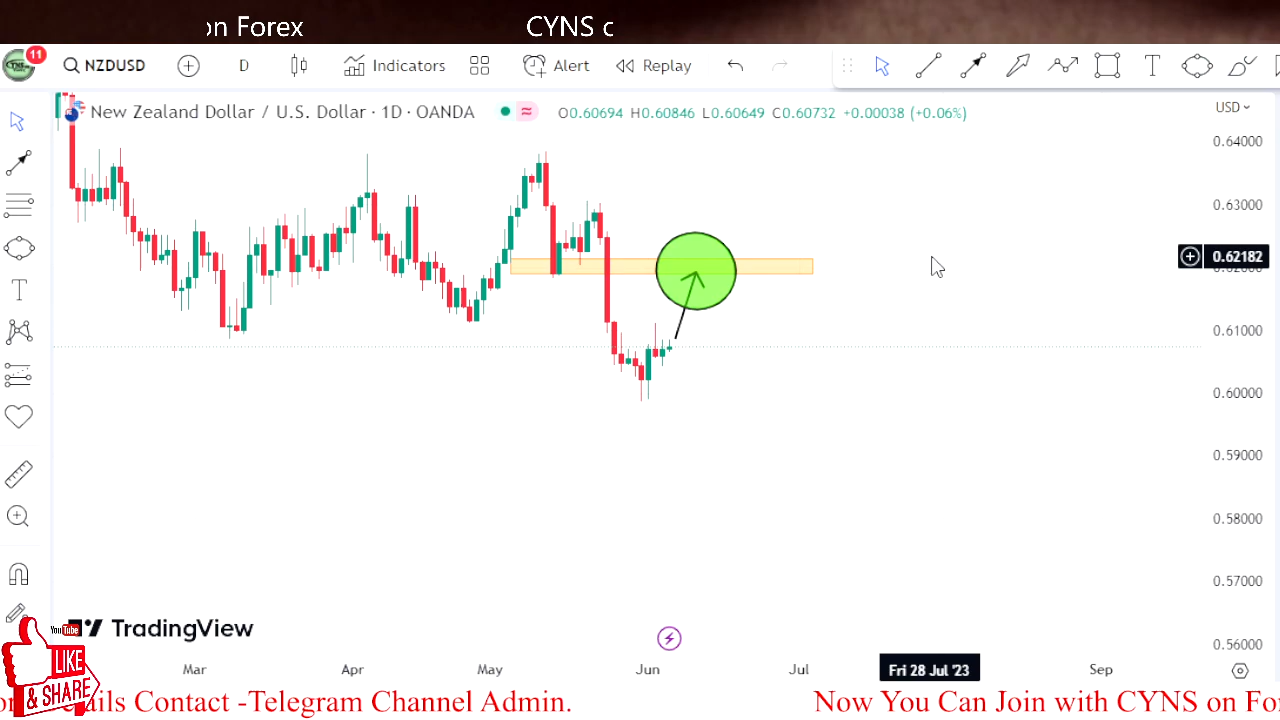 on Forex CYNS o
11 NZDUSD D Indicators Alert Replay T
New Zealand Dollar / U.S. Dollar · 1D · OANDA ≈ O0.60694 H0.60846 L0.60649 C0.60732 +0.00038 (+0.06%) USD
0.64000
0.63000
0.62182
0.61000
0.60000
0.59000
0.58000
0.57000
0.56000
T
TradingView
Mar Apr May Jun Jul Fri 28 Jul '23 Sep
YouTube
LIKE
& SHARE
Details Contact -Telegram Channel Admin. Now You Can Join with CYNS on Fo